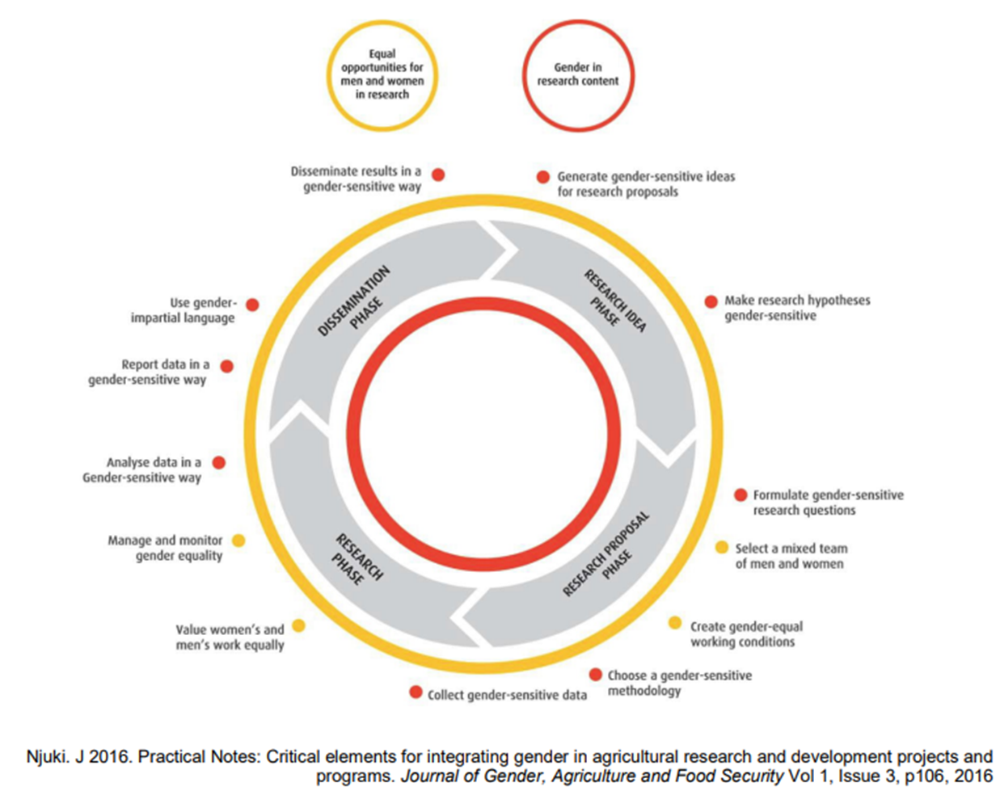 Equal
opportunities for
men and women
in research
Gender in
research content
Disseminate results in a
gender-sensitive way
Generate gender-sensitive ideas
for research proposals
DISSEMINATION
PHASE
RESEARCH IDEA
PHASE
Use gender-
impartial language
Make research hypotheses
gender-sensitive
Report data in a
gender-sensitive way
Analyse data in a
Gender-sensitive way
Formulate gender-sensitive
research questions
Manage and monitor
gender equality
Select a mixed team
of men and women
RESEARCH
PHASE
RESEARCH PROPOSAL
PHASE
Value women's and
men's work equally
Create gender-equal
working conditions
Choose a gender-sensitive
methodology
Collect gender-sensitive data
Njuki. J 2016. Practical Notes: Critical elements for integrating gender in agricultural research and development projects and
programs. Journal of Gender, Agriculture and Food Security Vol 1, Issue 3, p106, 2016